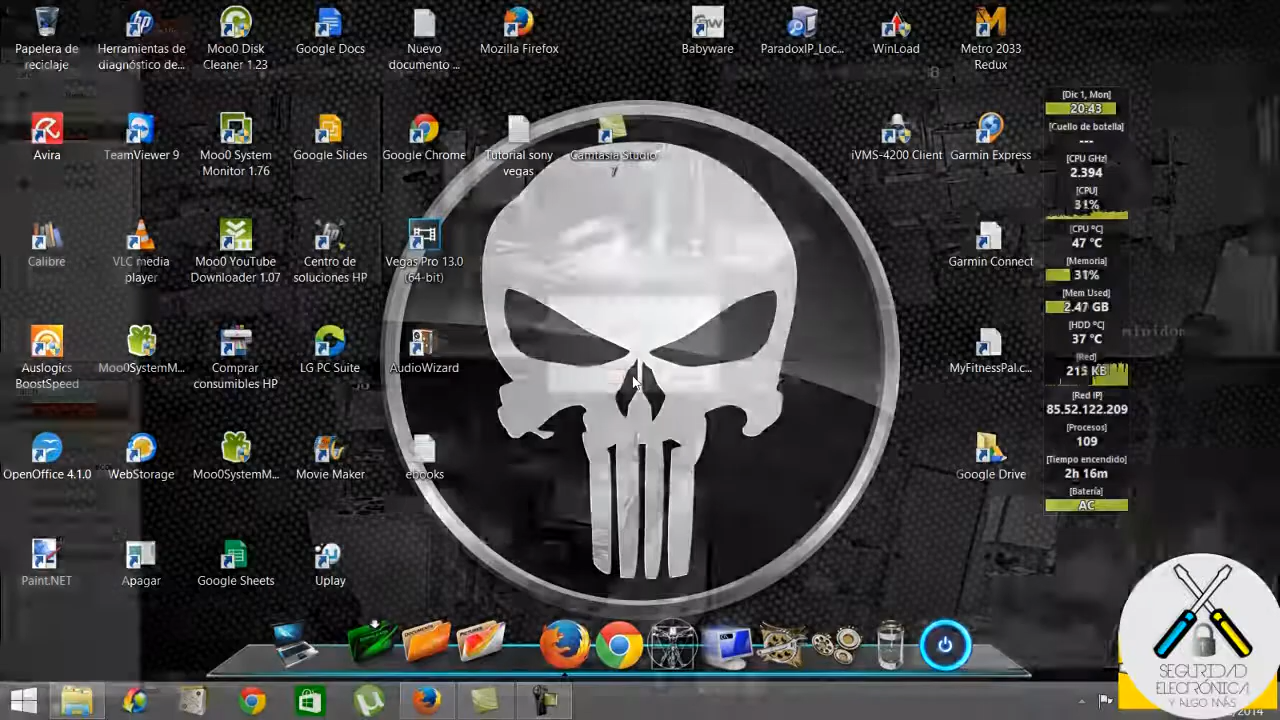 Papelera de
reciclaje
Herramientas de
diagnóstico de...
Moo0 Disk
Cleaner 1.23
Google Docs
Nuevo
documento ...
Mozilla Firefox
Babyware
ParadoxIP_Loc...
WinLoad
Metro 2033
Redux
Avira
TeamViewer 9
Moo0 System
Monitor 1.76
Google Slides
Google Chrome
Tutorial sony
vegas
Camtasia Studio
7
iVMS-4200 Client
Garmin Express
Calibre
VLC media
player
Moo0 YouTube
Downloader 1.07
Centro de
soluciones HP
Vegas Pro 13.0
(64-bit)
Garmin Connect
Auslogics
BoostSpeed
Moo0SystemM...
Comprar
consumibles HP
LG PC Suite
AudioWizard
MyFitnessPal.c...
OpenOffice 4.1.0
WebStorage
Moo0SystemM...
Movie Maker
ebooks
Google Drive
Paint.NET
Apagar
Google Sheets
Uplay
[Dic 1, Mon]
20:43
[Cuello de botella]
---
[CPU GHz]
2.394
[CPU]
31%
[CPU ºC]
47 °C
[Memoria]
31%
[Mem Used]
2.47 GB
[HDD ºC]
37 °C
[Red]
215 KB
[Red IP]
85.52.122.209
[Procesos]
109
[Tiempo encendido]
2h 16m
[Batería]
AC
SEGURIDAD
ELECTRÓNICA
Y ALGO MÁS